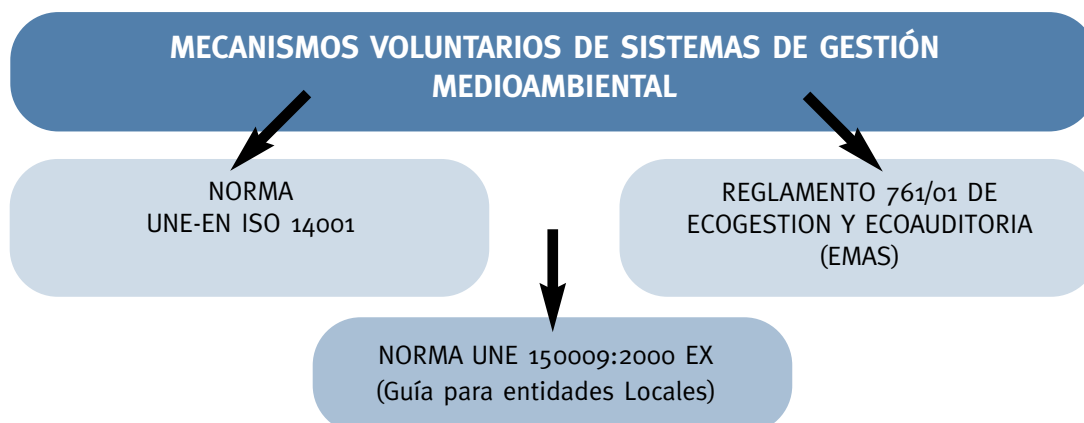 MECANISMOS VOLUNTARIOS DE SISTEMAS DE GESTIÓN
MEDIOAMBIENTAL
NORMA
UNE-EN ISO 14001
REGLAMENTO 761/01 DE
ECOGESTION Y ECOAUDITORIA
(EMAS)
NORMA UNE 150009:2000 EX
(Guía para entidades Locales)